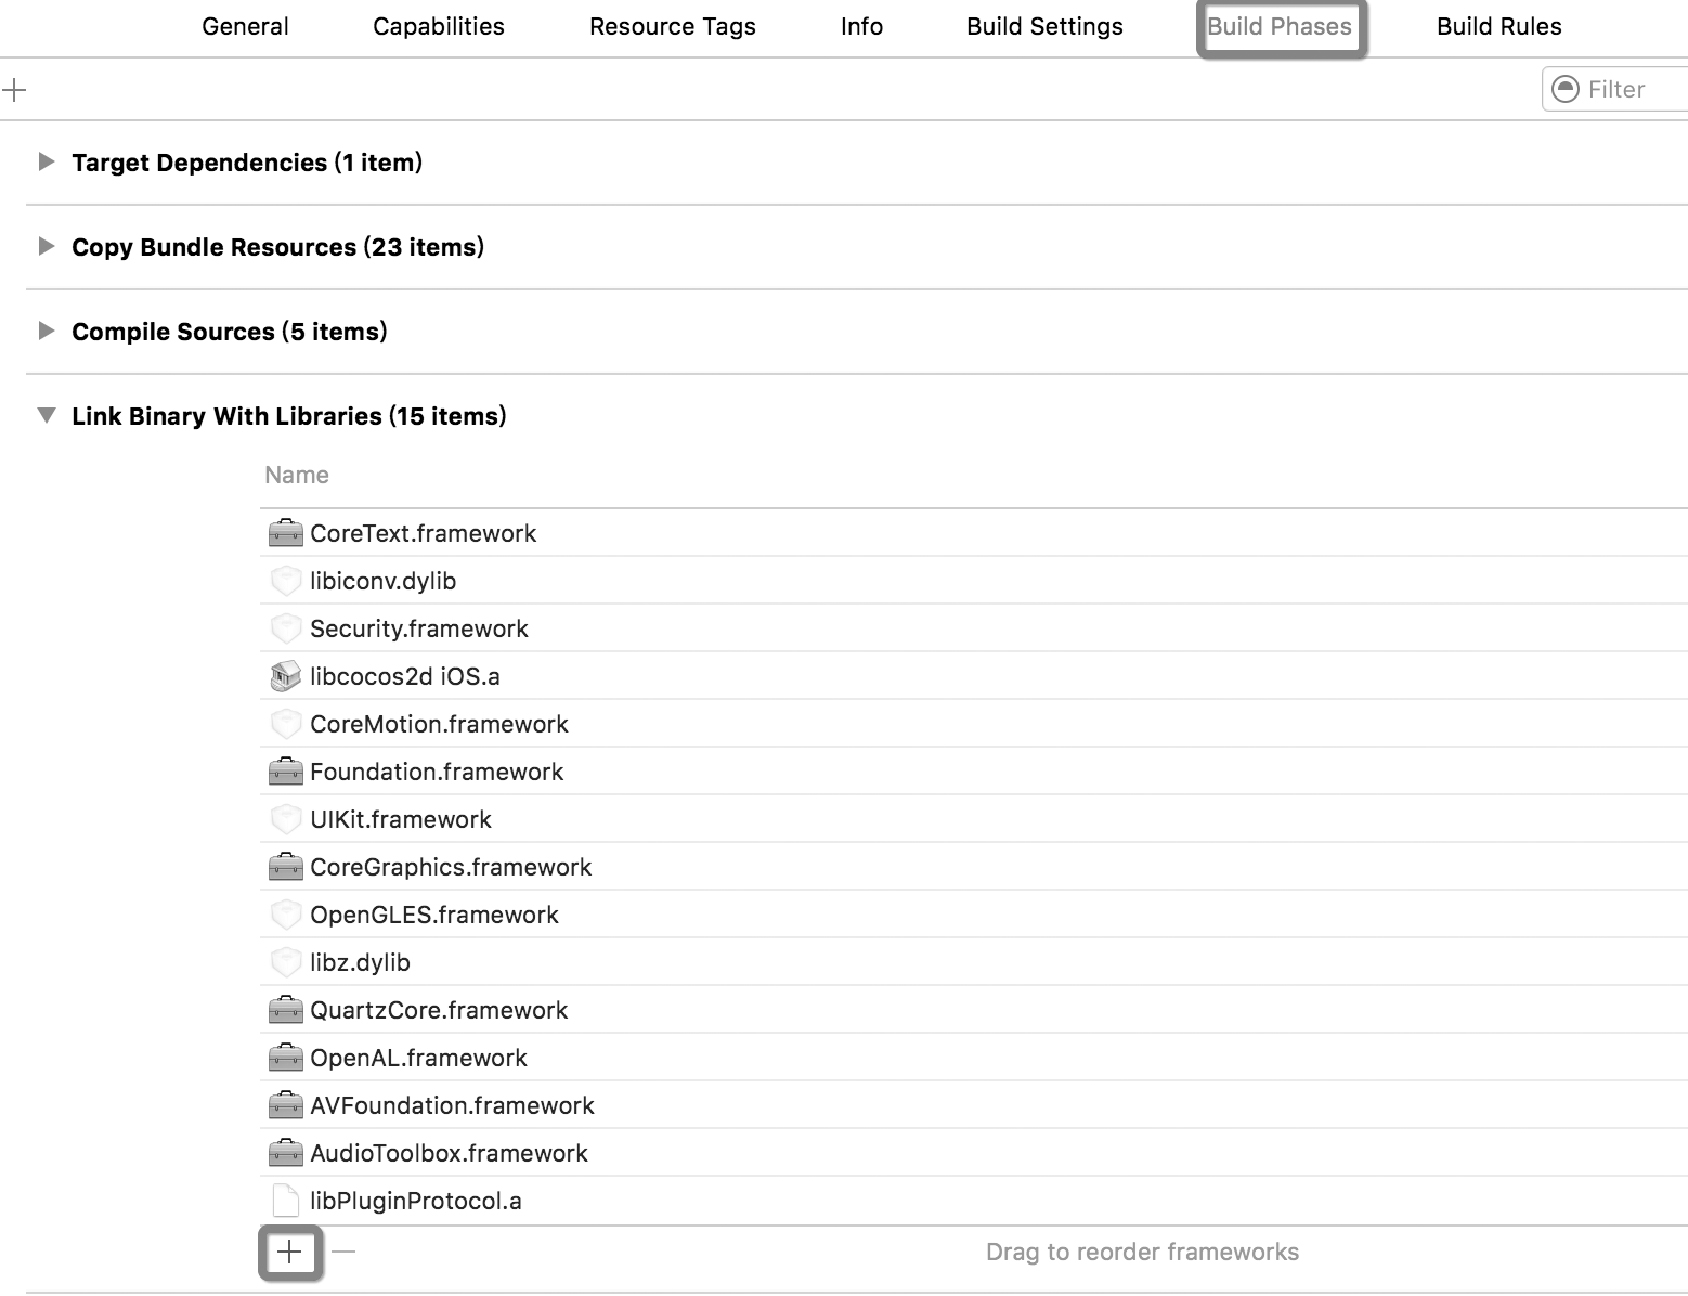 General Capabilities Resource Tags Info Build Settings Build Phases Build Rules
Filter
Target Dependencies (1 item)
Copy Bundle Resources (23 items)
Compile Sources (5 items)
Link Binary With Libraries (15 items)
Name
CoreText.framework
libiconv.dylib
Security.framework
libcocos2d iOS.a
CoreMotion.framework
Foundation.framework
UIKit.framework
CoreGraphics.framework
OpenGLES.framework
libz.dylib
QuartzCore.framework
OpenAL.framework
AVFoundation.framework
AudioToolbox.framework
libPluginProtocol.a
Drag to reorder frameworks